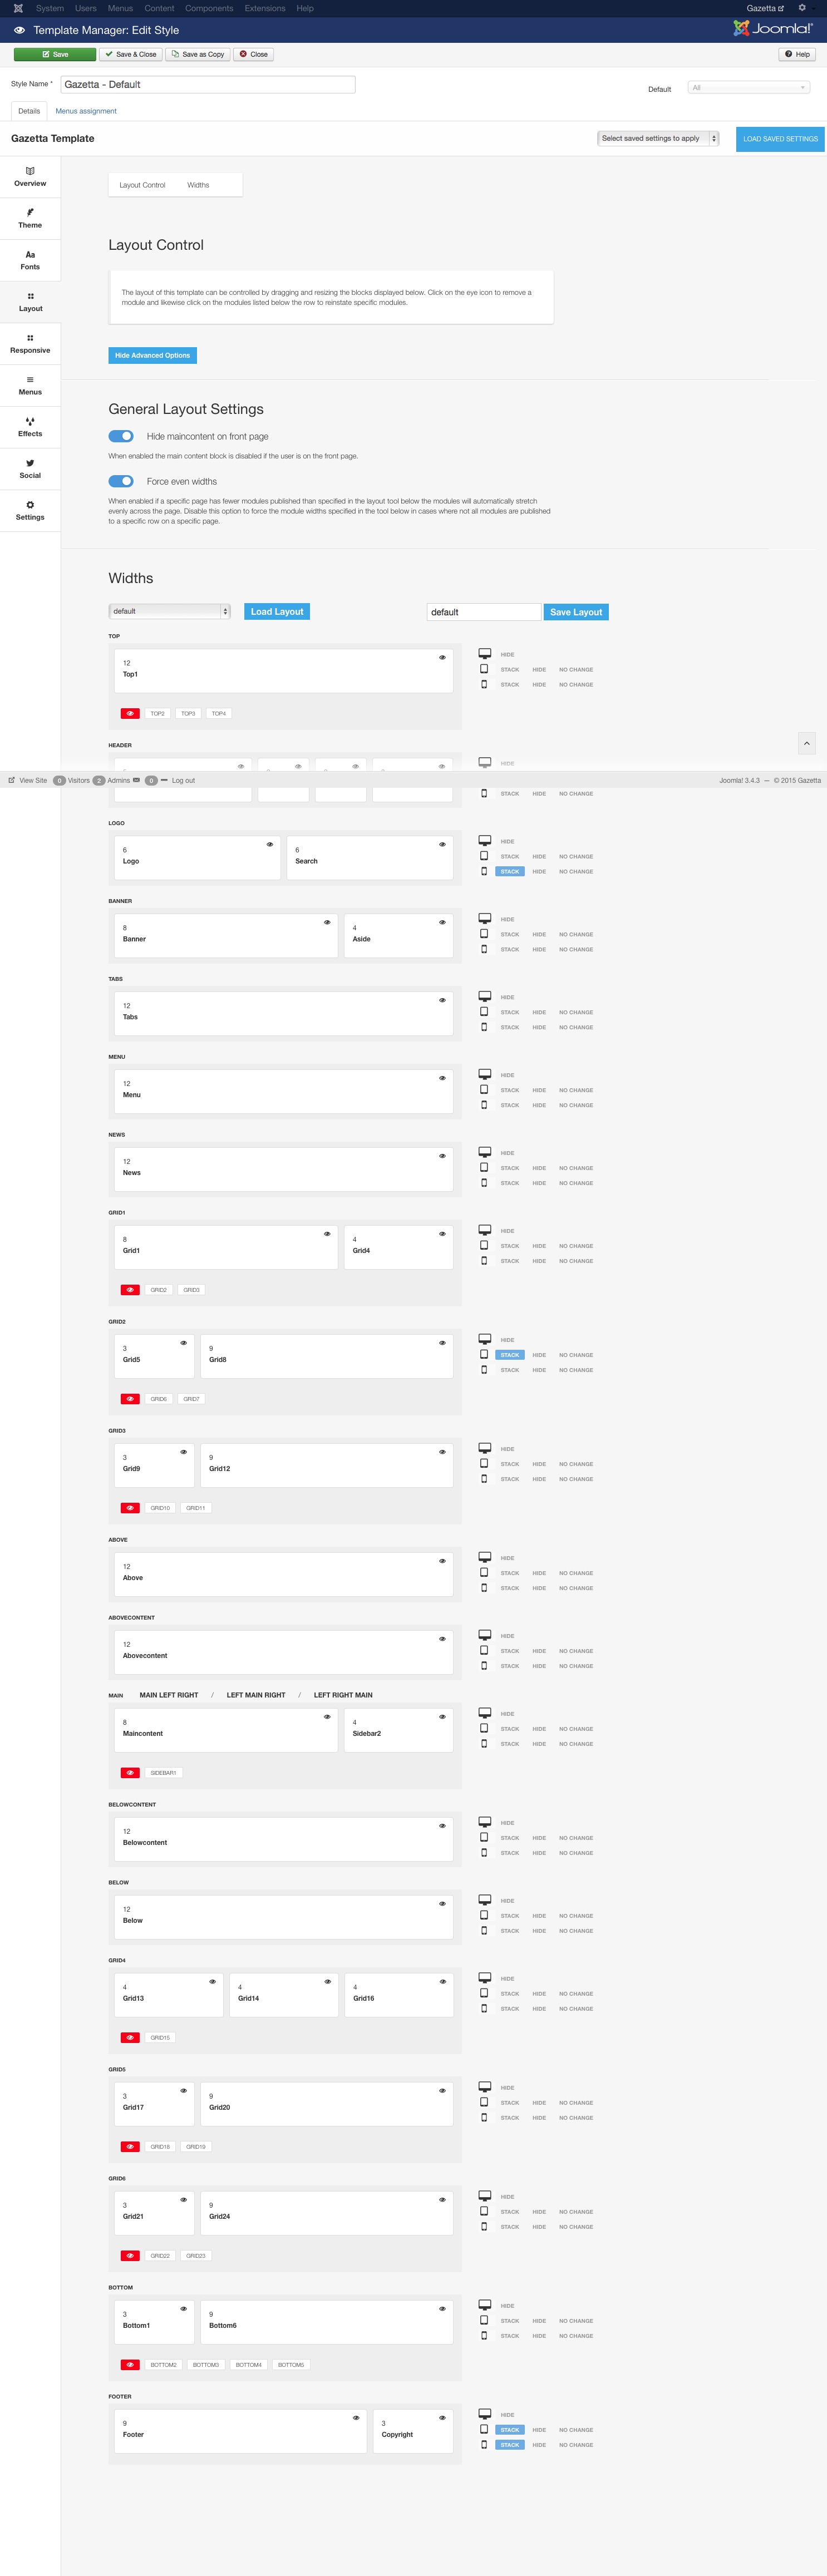 System Users Menus Content Components Extensions Help Gazetta
Template Manager: Edit Style Joomla!
Save Save & Close Save as Copy Close Help
Style Name * Gazetta - Default Default All
Details Menus assignment
Gazetta Template Select saved settings to apply LOAD SAVED SETTINGS
Overview
Theme
Aa
Fonts
Layout
Responsive
Menus
Effects
Social
Settings
Layout Control Widths
Layout Control
The layout of this template can be controlled by dragging and resizing the blocks displayed below. Click on the eye icon to remove a
module and likewise click on the modules listed below the row to reinstate specific modules.
Hide Advanced Options
General Layout Settings
Hide maincontent on front page
When enabled the main content block is disabled if the user is on the front page.
Force even widths
When enabled if a specific page has fewer modules published than specified in the layout tool below the modules will automatically stretch
evenly across the page. Disable this option to force the module widths specified in the tool below in cases where not all modules are published
to a specific row on a specific page.
Widths
default Load Layout default Save Layout
TOP
12
Top1
HIDE
STACK HIDE NO CHANGE
STACK HIDE NO CHANGE
TOP2 TOP3 TOP4
HEADER
HIDE
View Site 0 Visitors 2 Admins 0 Log out Joomla! 3.4.3 — © 2015 Gazetta
STACK HIDE NO CHANGE
LOGO
6 6
Logo Search
HIDE
STACK HIDE NO CHANGE
STACK HIDE NO CHANGE
BANNER
8 4
Banner Aside
HIDE
STACK HIDE NO CHANGE
STACK HIDE NO CHANGE
TABS
12
Tabs
HIDE
STACK HIDE NO CHANGE
STACK HIDE NO CHANGE
MENU
12
Menu
HIDE
STACK HIDE NO CHANGE
STACK HIDE NO CHANGE
NEWS
12
News
HIDE
STACK HIDE NO CHANGE
STACK HIDE NO CHANGE
GRID1
8 4
Grid1 Grid4
HIDE
STACK HIDE NO CHANGE
STACK HIDE NO CHANGE
GRID2 GRID3
GRID2
3 9
Grid5 Grid8
HIDE
STACK HIDE NO CHANGE
STACK HIDE NO CHANGE
GRID6 GRID7
GRID3
3 9
Grid9 Grid12
HIDE
STACK HIDE NO CHANGE
STACK HIDE NO CHANGE
GRID10 GRID11
ABOVE
12
Above
HIDE
STACK HIDE NO CHANGE
STACK HIDE NO CHANGE
ABOVECONTENT
12
Abovecontent
HIDE
STACK HIDE NO CHANGE
STACK HIDE NO CHANGE
MAIN MAIN LEFT RIGHT / LEFT MAIN RIGHT / LEFT RIGHT MAIN
8 4
Maincontent Sidebar2
HIDE
STACK HIDE NO CHANGE
STACK HIDE NO CHANGE
SIDEBAR1
BELOWCONTENT
12
Belowcontent
HIDE
STACK HIDE NO CHANGE
STACK HIDE NO CHANGE
BELOW
12
Below
HIDE
STACK HIDE NO CHANGE
STACK HIDE NO CHANGE
GRID4
4 4 4
Grid13 Grid14 Grid16
HIDE
STACK HIDE NO CHANGE
STACK HIDE NO CHANGE
GRID15
GRID5
3 9
Grid17 Grid20
HIDE
STACK HIDE NO CHANGE
STACK HIDE NO CHANGE
GRID18 GRID19
GRID6
3 9
Grid21 Grid24
HIDE
STACK HIDE NO CHANGE
STACK HIDE NO CHANGE
GRID22 GRID23
BOTTOM
3 9
Bottom1 Bottom6
HIDE
STACK HIDE NO CHANGE
STACK HIDE NO CHANGE
BOTTOM2 BOTTOM3 BOTTOM4 BOTTOM5
FOOTER
9 3
Footer Copyright
HIDE
STACK HIDE NO CHANGE
STACK HIDE NO CHANGE